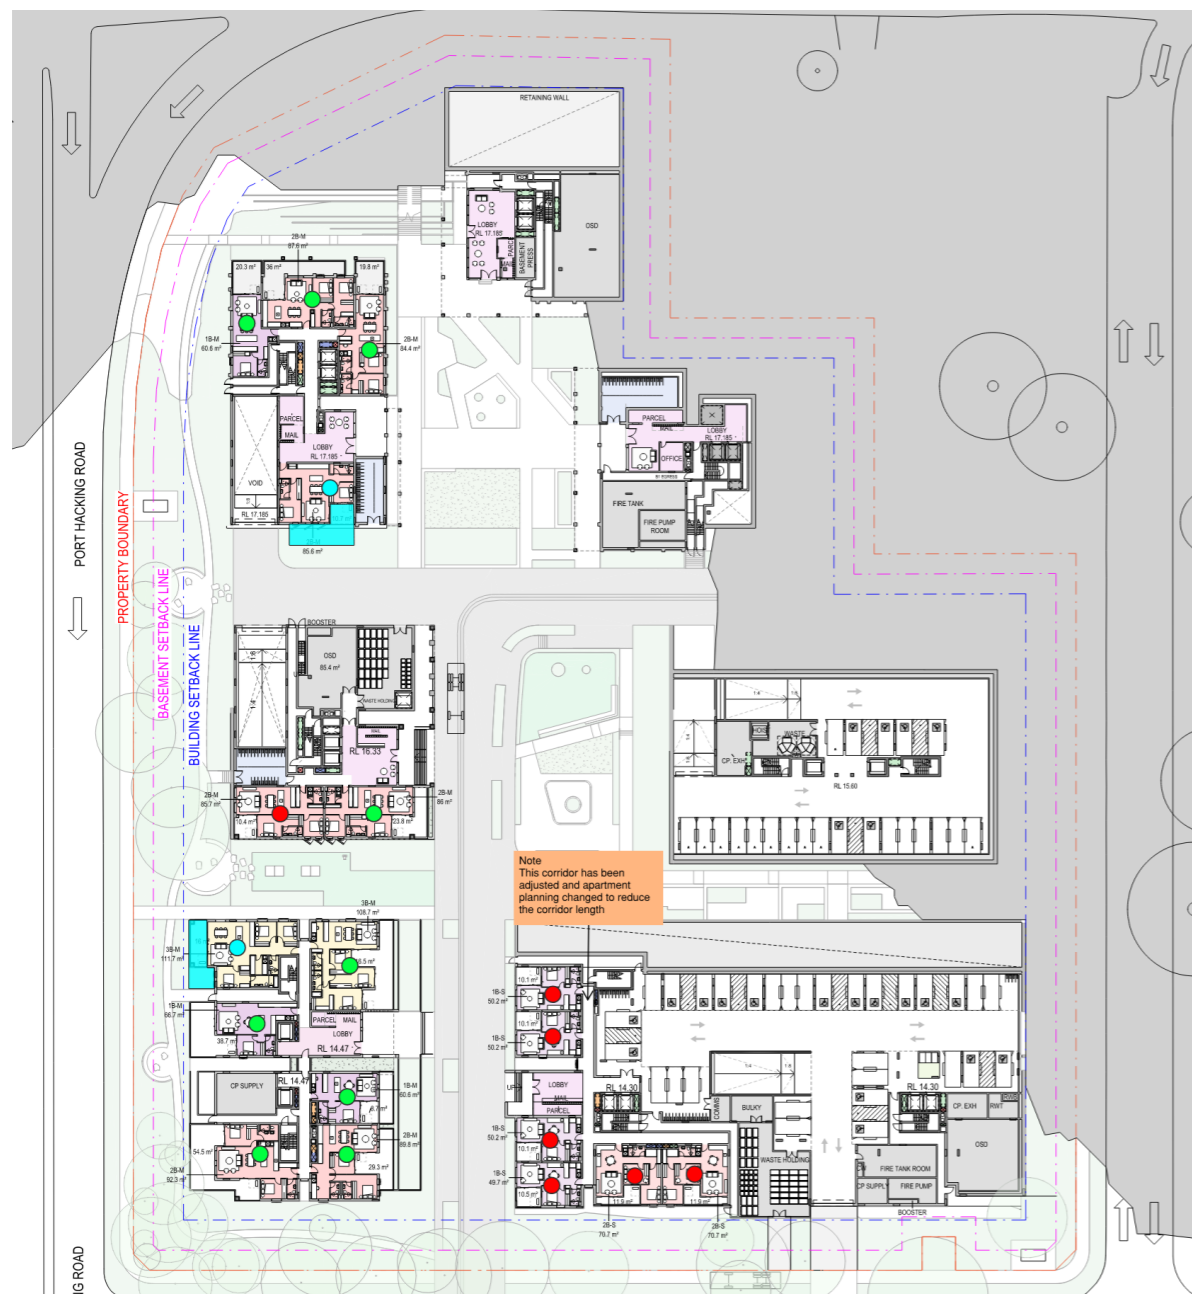 RETAINING WALL
LOBBY
RL 17.185
PARCEL
MAIL
BASEMENT
PRESS
OSD
2B-M
87.6 m²
20.3 m²
36 m²
19.8 m²
1B-M
60.6 m²
2B-M
84.4 m²
PARCEL
MAIL
LOBBY
RL 17.185
VOID
RL 17.185
85.6 m²
PARCEL
MAIL
LOBBY
RL 17.185
OFFICE
FIRE TANK
FIRE PUMP
ROOM
PORT HACKING ROAD
PROPERTY BOUNDARY
BASEMENT SETBACK LINE
BUILDING SETBACK LINE
BOOSTER
OSD
85.4 m²
WASTE HOLDING
MAIL
RL 16.33
2B-M
85.7 m²
2B-M
86 m²
23.8 m²
WASTE
CP. EXH
RL 15.60
Note
This corridor has been
adjusted and apartment
planning changed to reduce
the corridor length
3B-M
108.7 m²
3B-M
111.7 m²
1B-M
66.7 m²
38.7 m²
PARCEL
MAIL
LOBBY
RL 14.47
RL 14.47
CP SUPPLY
1B-M
60.6 m²
2B-M
89.8 m²
54.5 m²
29.3 m²
2B-M
92.3 m²
1B-S
50.2 m²
10.1 m²
1B-S
50.2 m²
10.1 m²
LOBBY
MAIL
PARCEL
UP
1B-S
50.2 m²
10.1 m²
1B-S
49.7 m²
10.5 m²
RL 14.30
COMMS
BULKY
WASTE HOLDING
11.9 m²
11.9 m²
2B-S
70.7 m²
2B-S
70.7 m²
RL 14.30
CP. EXH
RWT
OSD
FIRE TANK ROOM
CP SUPPLY
FIRE PUMP
BOOSTER
NG ROAD